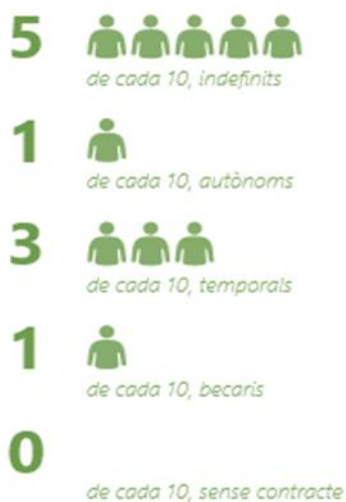 5
de cada 10, indefinits
1
de cada 10, autònoms
3
de cada 10, temporals
1
de cada 10, becaris
0
de cada 10, sense contracte